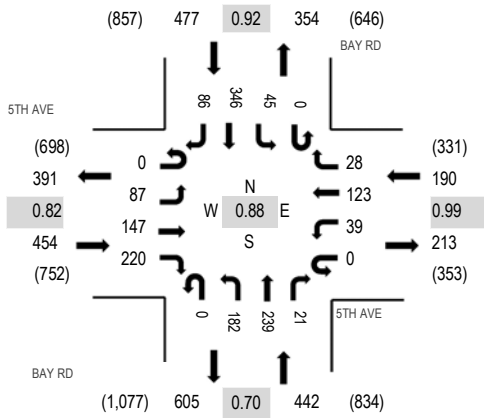 (857) 477 0.92 354 (646)
BAY RD
86 346 45 0
5TH AVE
(698)
391
0.82
454
(752)
0
87
147
220
N
W 0.88 E
S
28
123
39
0
(331)
190
0.99
213
(353)
0 182 239 21
5TH AVE
BAY RD
(1,077) 605 0.70 442 (834)